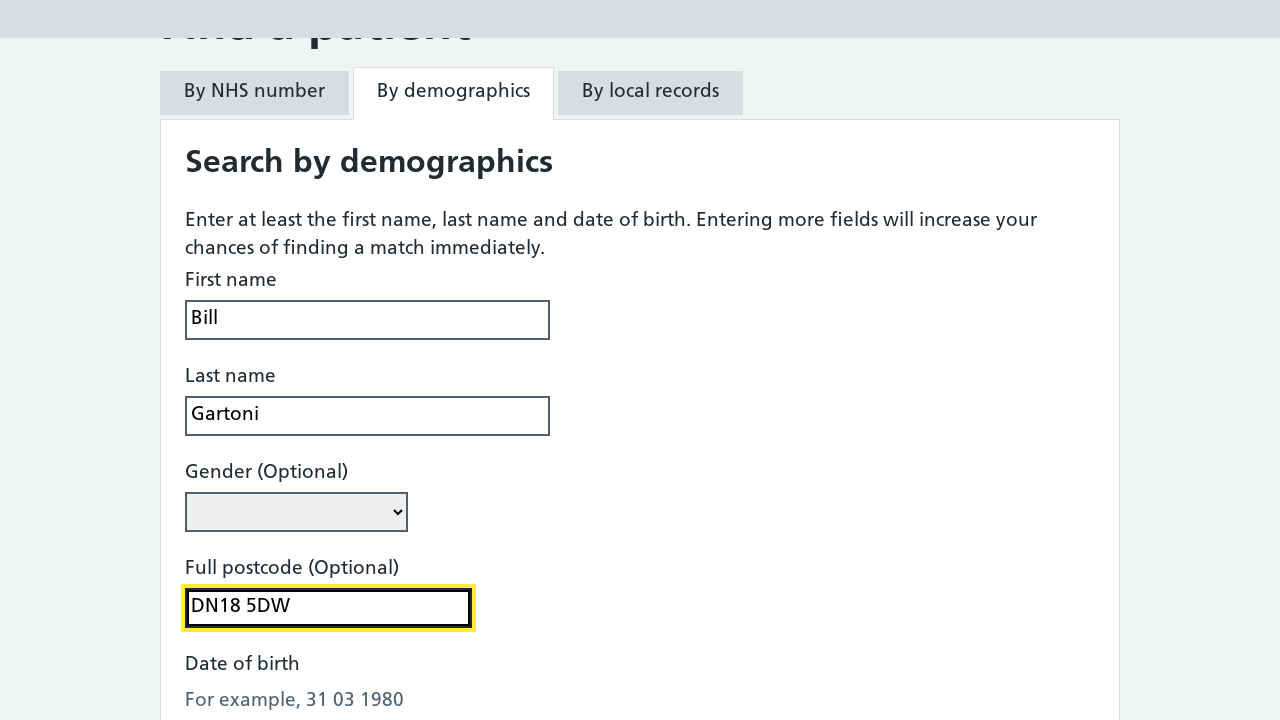 Find a patient
By NHS number
By demographics
By local records
Search by demographics
Enter at least the first name, last name and date of birth. Entering more fields will increase your
chances of finding a match immediately.
First name
Bill
Last name
Gartoni
Gender (Optional)
Full postcode (Optional)
DN18 5DW
Date of birth
For example, 31 03 1980